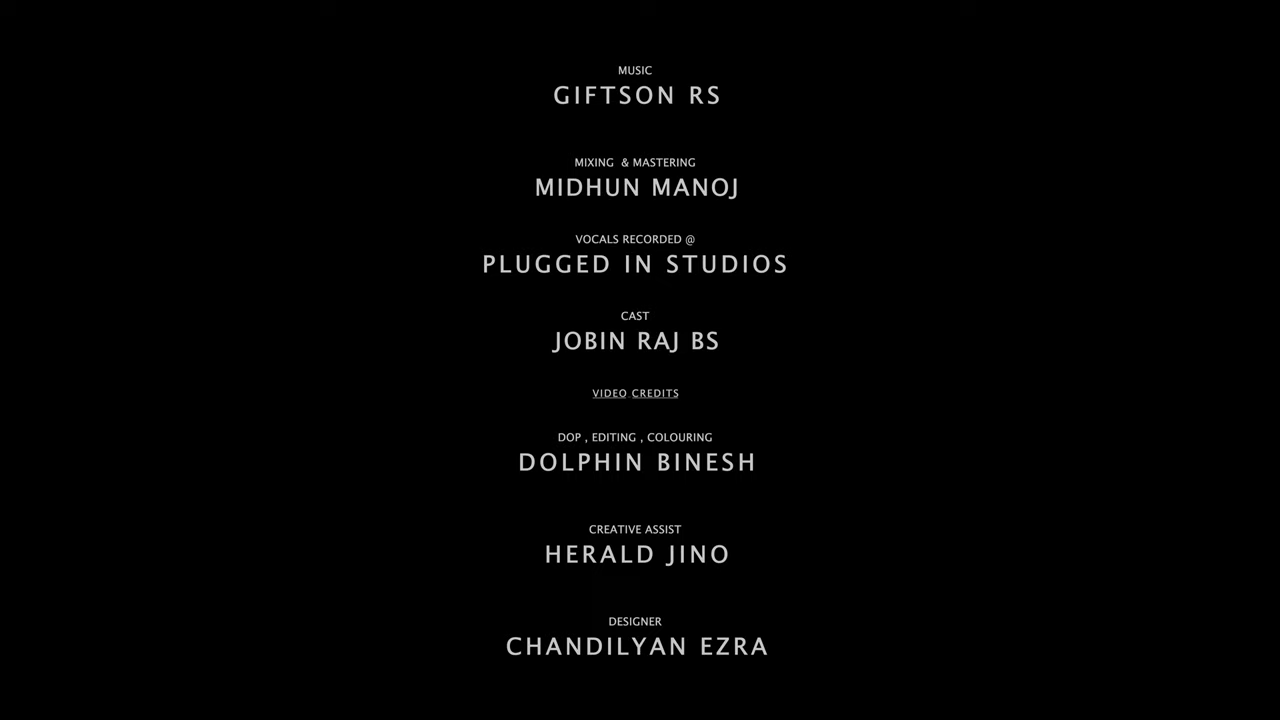 MUSIC
GIFTSON RS
MIXING & MASTERING
MIDHUN MANOJ
VOCALS RECORDED @
PLUGGED IN STUDIOS
CAST
JOBIN RAJ BS
VIDEO CREDITS
DOP , EDITING , COLOURING
DOLPHIN BINESH
CREATIVE ASSIST
HERALD JINO
DESIGNER
CHANDILYAN EZRA